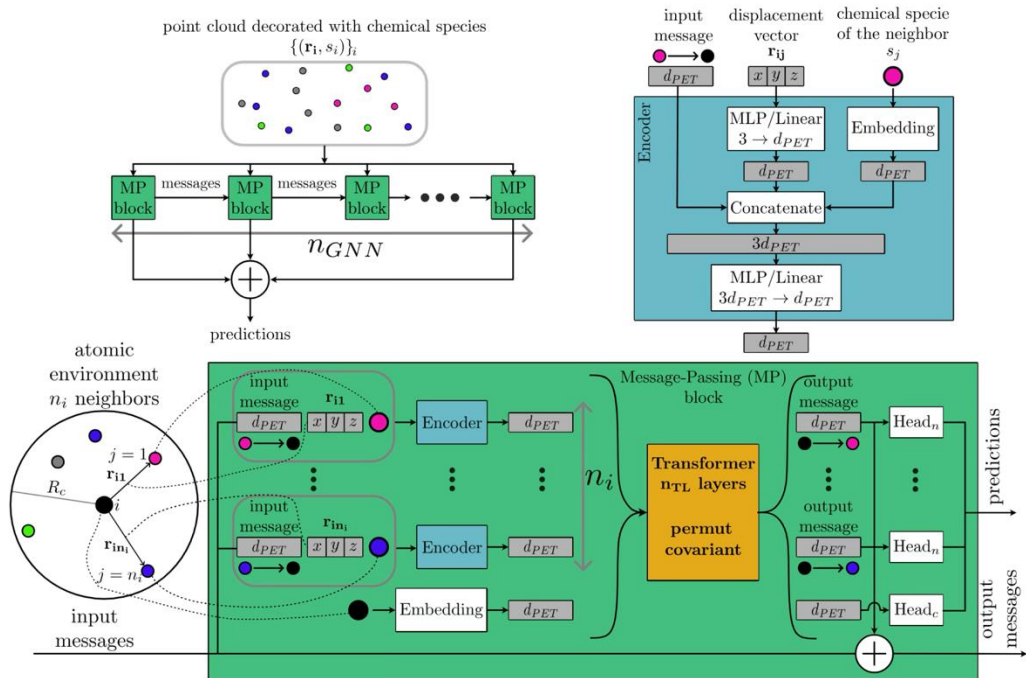 point cloud decorated with chemical species
{(r_i, s_i)}_i
MP block
messages
MP block
messages
MP block
MP block
n_GNN
+
predictions
input message
displacement vector
r_ij
chemical specie of the neighbor
s_j
d_PET
x y z
Encoder
MLP/Linear
3 → d_PET
Embedding
d_PET
d_PET
Concatenate
3d_PET
MLP/Linear
3d_PET → d_PET
d_PET
atomic
environment
n_i neighbors
j = 1
r_i1
R_c
i
r_in_i
j = n_i
input
messages
input
message
r_i1
d_PET
x y z
Encoder
d_PET
n_i
input
message
r_in_i
d_PET
x y z
Encoder
d_PET
Embedding
d_PET
Message-Passing (MP)
block
Transformer
n_TL layers
permut
covariant
output
message
d_PET
Head_n
output
message
d_PET
Head_n
d_PET
Head_c
+
predictions
output
messages